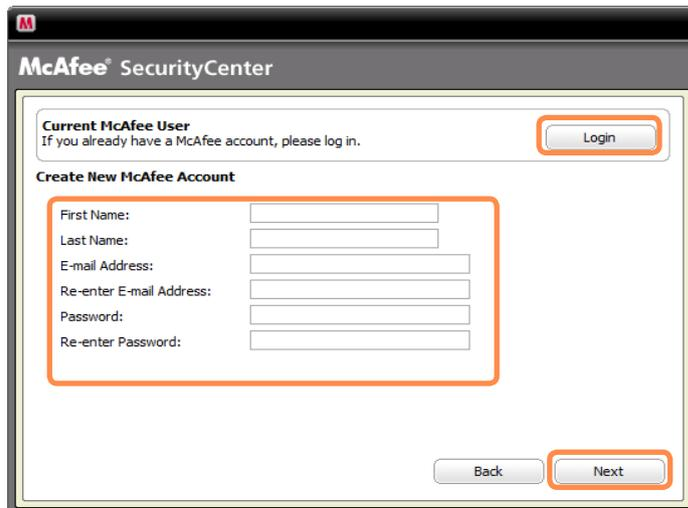 M
McAfee® SecurityCenter
Current McAfee User
If you already have a McAfee account, please log in.
Login
Create New McAfee Account
First Name:
Last Name:
E-mail Address:
Re-enter E-mail Address:
Password:
Re-enter Password:
Back
Next